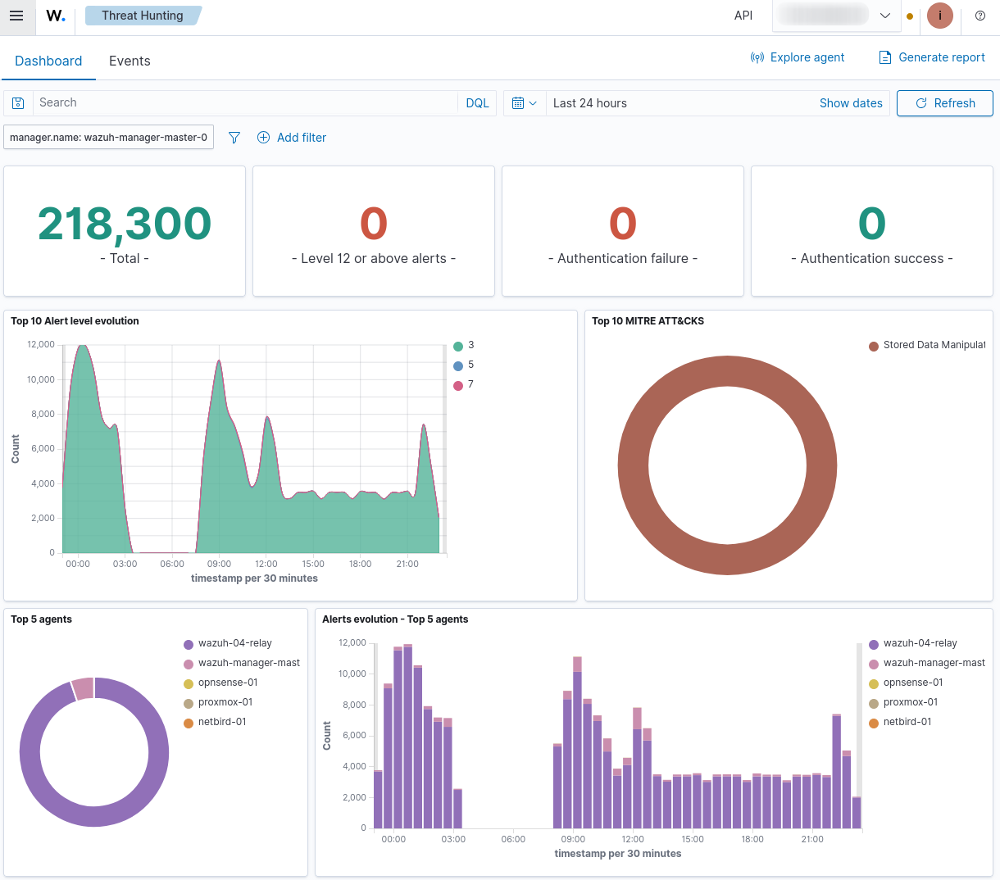 W. Threat Hunting API i
Dashboard Events Explore agent Generate report
Search DQL Last 24 hours Show dates Refresh
manager.name: wazuh-manager-master-0 Add filter
218,300
- Total -
0
- Level 12 or above alerts -
0
- Authentication failure -
0
- Authentication success -
Top 10 Alert level evolution
12,000
10,000
8,000
6,000
4,000
2,000
0
Count
00:00 03:00 06:00 09:00 12:00 15:00 18:00 21:00
timestamp per 30 minutes
3
5
7
Top 10 MITRE ATT&CKS
Stored Data Manipulat
Top 5 agents
wazuh-04-relay
wazuh-manager-mast
opnsense-01
proxmox-01
netbird-01
Alerts evolution - Top 5 agents
12,000
10,000
8,000
6,000
4,000
2,000
0
Count
00:00 03:00 06:00 09:00 12:00 15:00 18:00 21:00
timestamp per 30 minutes
wazuh-04-relay
wazuh-manager-mast
opnsense-01
proxmox-01
netbird-01